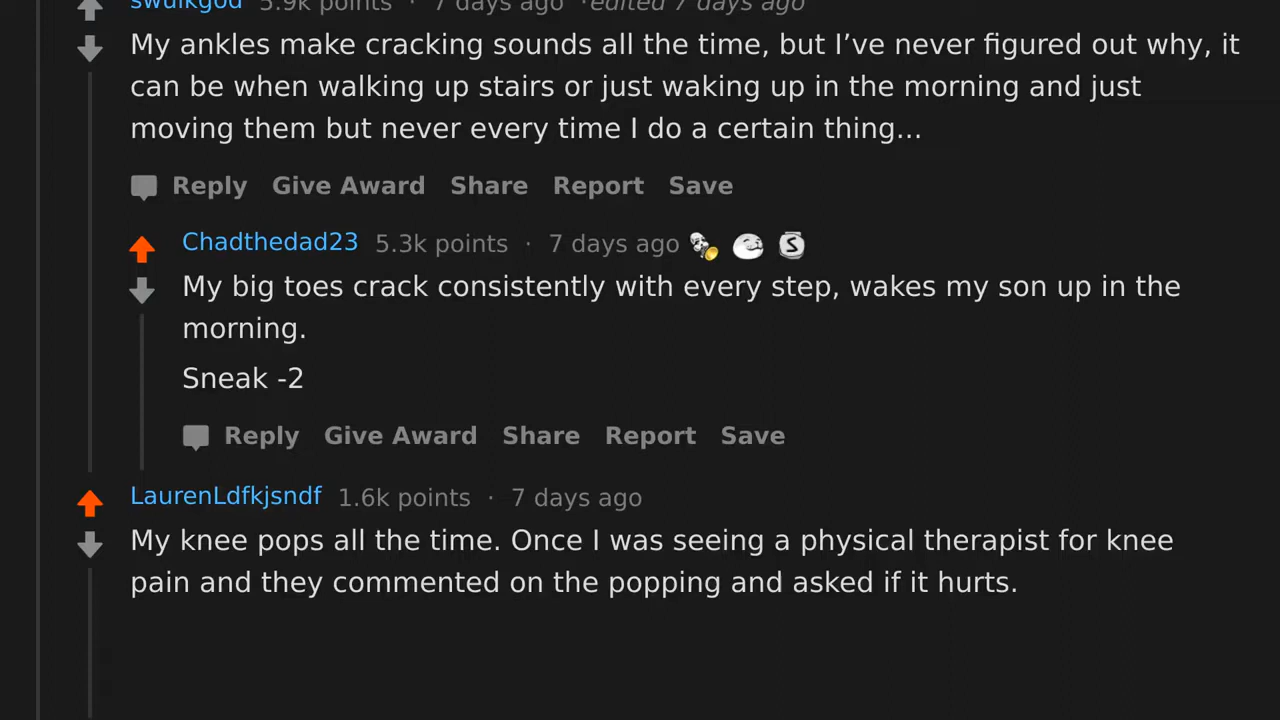 swulkgod 5.9k points · 7 days ago ·edited 7 days ago
My ankles make cracking sounds all the time, but I’ve never figured out why, it
can be when walking up stairs or just waking up in the morning and just
moving them but never every time I do a certain thing...
Reply Give Award Share Report Save
Chadthedad23 5.3k points · 7 days ago
My big toes crack consistently with every step, wakes my son up in the
morning.
Sneak -2
Reply Give Award Share Report Save
LaurenLdfkjsndf 1.6k points · 7 days ago
My knee pops all the time. Once I was seeing a physical therapist for knee
pain and they commented on the popping and asked if it hurts.